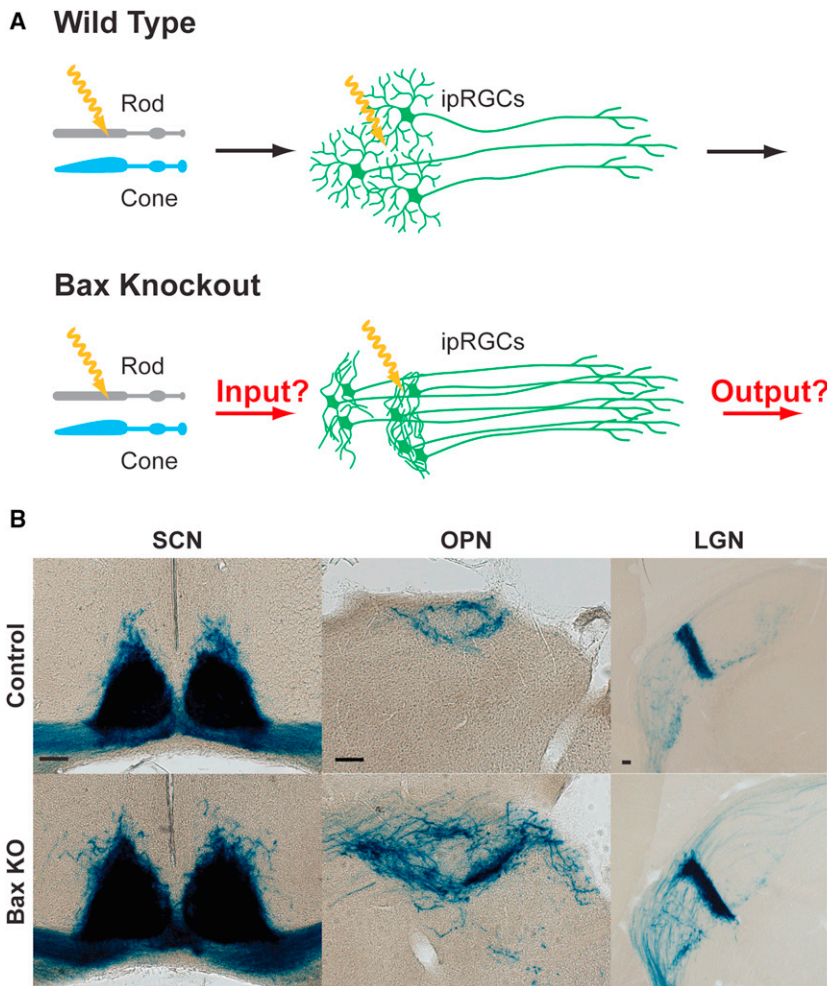 A
Wild Type
Rod
Cone
ipRGCs
Bax Knockout
Rod
Cone
Input?
ipRGCs
Output?
B
SCN OPN LGN
Control
Bax KO